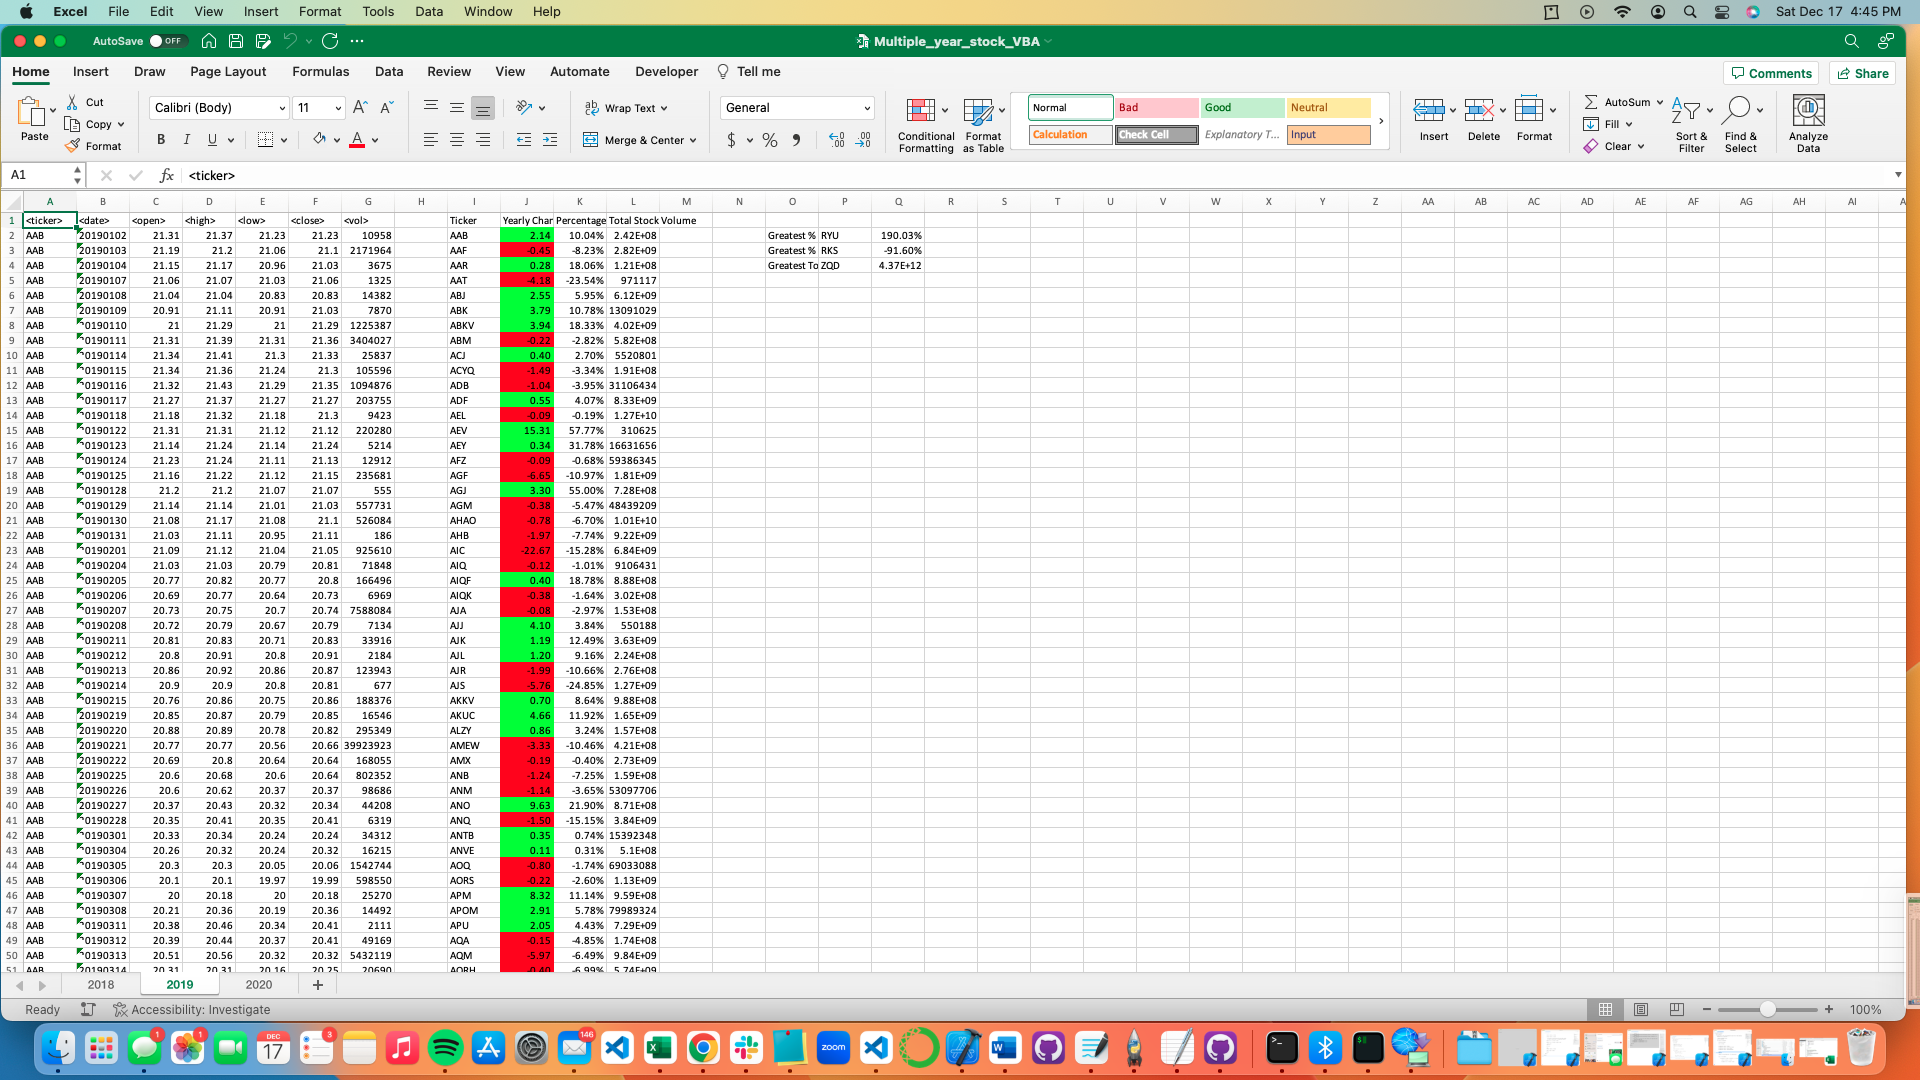 Excel File Edit View Insert Format Tools Data Window Help Sat Dec 17 4:45 PM
AutoSave OFF Multiple_year_stock_VBA
Home Insert Draw Page Layout Formulas Data Review View Automate Developer Tell me Comments Share
Paste Cut Copy Format Calibri (Body) 11 Wrap Text Merge & Center General
B I U $ % Conditional Formatting Format as Table
Normal Bad Good Neutral
Calculation Check Cell Explanatory T... Input
Insert Delete Format AutoSum Fill Clear Sort & Filter Find & Select Analyze Data
A1 fx <ticker>
A B C D E F G H I J K L M N O P Q R S T U V W X Y Z AA AB AC AD AE AF AG AH AI A
1 <ticker> <date> <open> <high> <low> <close> <vol> Ticker Yearly Char Percentage Total Stock Volume
2 AAB 20190102 21.31 21.37 21.23 21.23 10958 AAB 2.14 10.04% 2.42E+08 Greatest % RYU 190.03%
3 AAB 20190103 21.19 21.2 21.06 21.1 2171964 AAF -0.45 -8.23% 2.82E+09 Greatest % RKS -91.60%
4 AAB 20190104 21.15 21.17 20.96 21.03 3675 AAR 0.28 18.06% 1.21E+08 Greatest To ZQD 4.37E+12
5 AAB 20190107 21.06 21.07 21.03 21.06 1325 AAT -4.18 -23.54% 971117
6 AAB 20190108 21.04 21.04 20.83 20.83 14382 ABJ 2.55 5.95% 6.12E+09
7 AAB 20190109 20.91 21.11 20.91 21.03 7870 ABK 3.79 10.78% 13091029
8 AAB 20190110 21 21.29 21 21.29 1225387 ABKV 3.94 18.33% 4.02E+09
9 AAB 20190111 21.31 21.39 21.31 21.36 3404027 ABM -0.22 -2.82% 5.82E+08
10 AAB 20190114 21.34 21.41 21.3 21.33 25837 ACJ 0.40 2.70% 5520801
11 AAB 20190115 21.34 21.36 21.24 21.3 105596 ACYQ -1.49 -3.34% 1.91E+08
12 AAB 20190116 21.32 21.43 21.29 21.35 1094876 ADB -1.04 -3.95% 31106434
13 AAB 20190117 21.27 21.37 21.27 21.27 203755 ADF 0.55 4.07% 8.33E+09
14 AAB 20190118 21.18 21.32 21.18 21.3 9423 AEL -0.09 -0.19% 1.27E+10
15 AAB 20190122 21.31 21.31 21.12 21.12 220280 AEV 15.31 57.77% 310625
16 AAB 20190123 21.14 21.24 21.14 21.24 5214 AEY 0.34 31.78% 16631656
17 AAB 20190124 21.23 21.24 21.11 21.13 12912 AFZ -0.09 -0.68% 59386345
18 AAB 20190125 21.16 21.22 21.12 21.15 235681 AGF -6.65 -10.97% 1.81E+09
19 AAB 20190128 21.2 21.2 21.07 21.07 555 AGJ 3.30 55.00% 7.28E+08
20 AAB 20190129 21.14 21.14 21.01 21.03 557731 AGM -0.38 -5.47% 48439209
21 AAB 20190130 21.08 21.17 21.08 21.1 526084 AHAO -0.78 -6.70% 1.01E+10
22 AAB 20190131 21.03 21.11 20.95 21.11 186 AHB -1.97 -7.74% 9.22E+09
23 AAB 20190201 21.09 21.12 21.04 21.05 925610 AIC -22.67 -15.28% 6.84E+09
24 AAB 20190204 21.03 21.03 20.79 20.81 71848 AIQ -0.12 -1.01% 9106431
25 AAB 20190205 20.77 20.82 20.77 20.8 166496 AIQF 0.40 18.78% 8.88E+08
26 AAB 20190206 20.69 20.77 20.64 20.73 6969 AIQK -0.38 -1.64% 3.02E+08
27 AAB 20190207 20.73 20.75 20.7 20.74 7588084 AJA -0.08 -2.97% 1.53E+08
28 AAB 20190208 20.72 20.79 20.67 20.79 7134 AJJ 4.10 3.84% 550188
29 AAB 20190211 20.81 20.83 20.71 20.83 33916 AJK 1.19 12.49% 3.63E+09
30 AAB 20190212 20.8 20.91 20.8 20.91 2184 AJL 1.20 9.16% 2.24E+08
31 AAB 20190213 20.86 20.92 20.86 20.87 123943 AJR -1.99 -10.66% 2.76E+08
32 AAB 20190214 20.9 20.9 20.8 20.81 677 AJS -5.76 -24.85% 1.27E+09
33 AAB 20190215 20.76 20.86 20.75 20.86 188376 AKKV 0.70 8.64% 9.88E+08
34 AAB 20190219 20.85 20.87 20.79 20.85 16546 AKUC 4.66 11.92% 1.65E+09
35 AAB 20190220 20.88 20.89 20.78 20.82 295349 ALZY 0.86 3.24% 1.57E+08
36 AAB 20190221 20.77 20.77 20.56 20.66 39923923 AMEW -3.33 -10.46% 4.21E+08
37 AAB 20190222 20.69 20.8 20.64 20.64 168055 AMX -0.19 -0.40% 2.73E+09
38 AAB 20190225 20.6 20.68 20.6 20.64 802352 ANB -1.24 -7.25% 1.59E+08
39 AAB 20190226 20.6 20.62 20.37 20.37 98686 ANM -1.14 -3.65% 53097706
40 AAB 20190227 20.37 20.43 20.32 20.34 44208 ANO 9.63 21.90% 8.71E+08
41 AAB 20190228 20.35 20.41 20.35 20.41 6319 ANQ -1.50 -15.15% 3.84E+09
42 AAB 20190301 20.33 20.34 20.24 20.24 34312 ANTB 0.35 0.74% 15392348
43 AAB 20190304 20.26 20.32 20.24 20.32 16215 ANVE 0.11 0.31% 5.1E+08
44 AAB 20190305 20.3 20.3 20.05 20.06 1542744 AOQ -0.80 -1.74% 69033088
45 AAB 20190306 20.1 20.1 19.97 19.99 598550 AORS -0.22 -2.60% 1.13E+09
46 AAB 20190307 20 20.18 20 20.18 25270 APM 8.32 11.14% 9.59E+08
47 AAB 20190308 20.21 20.36 20.19 20.36 14492 APOM 2.91 5.78% 79989324
48 AAB 20190311 20.38 20.46 20.34 20.41 2111 APU 2.05 4.43% 7.29E+09
49 AAB 20190312 20.39 20.44 20.37 20.41 49169 AQA -0.15 -4.85% 1.74E+08
50 AAB 20190313 20.51 20.56 20.32 20.32 5432119 AQM -5.97 -6.49% 9.84E+09
51 AAB 20190314 20.31 20.31 20.16 20.25 20690 AQRH -0.40 -6.99% 5.74E+09
2018 2019 2020 +
Ready Accessibility: Investigate 100%
1 1 DEC 17 3 146 zoom